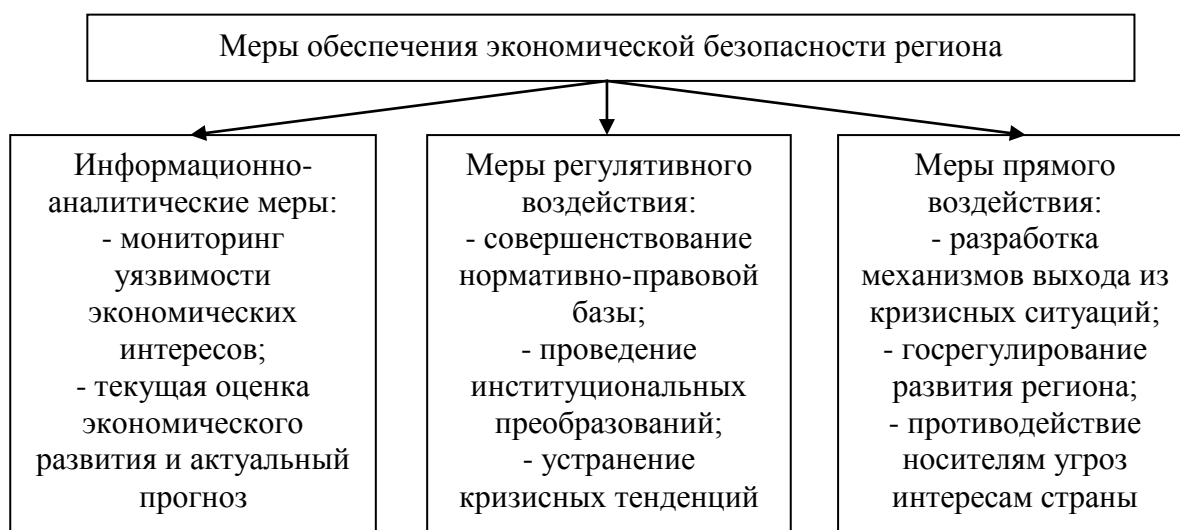 Меры обеспечения экономической безопасности региона
Информационно-
аналитические меры:
- мониторинг
уязвимости
экономических
интересов;
- текущая оценка
экономического
развития и актуальный
прогноз
Меры регулятивного
воздействия:
- совершенствование
нормативно-правовой
базы;
- проведение
институциональных
преобразований;
- устранение
кризисных тенденций
Меры прямого
воздействия:
- разработка
механизмов выхода из
кризисных ситуаций;
- госрегулирование
развития региона;
- противодействие
носителям угроз
интересам страны